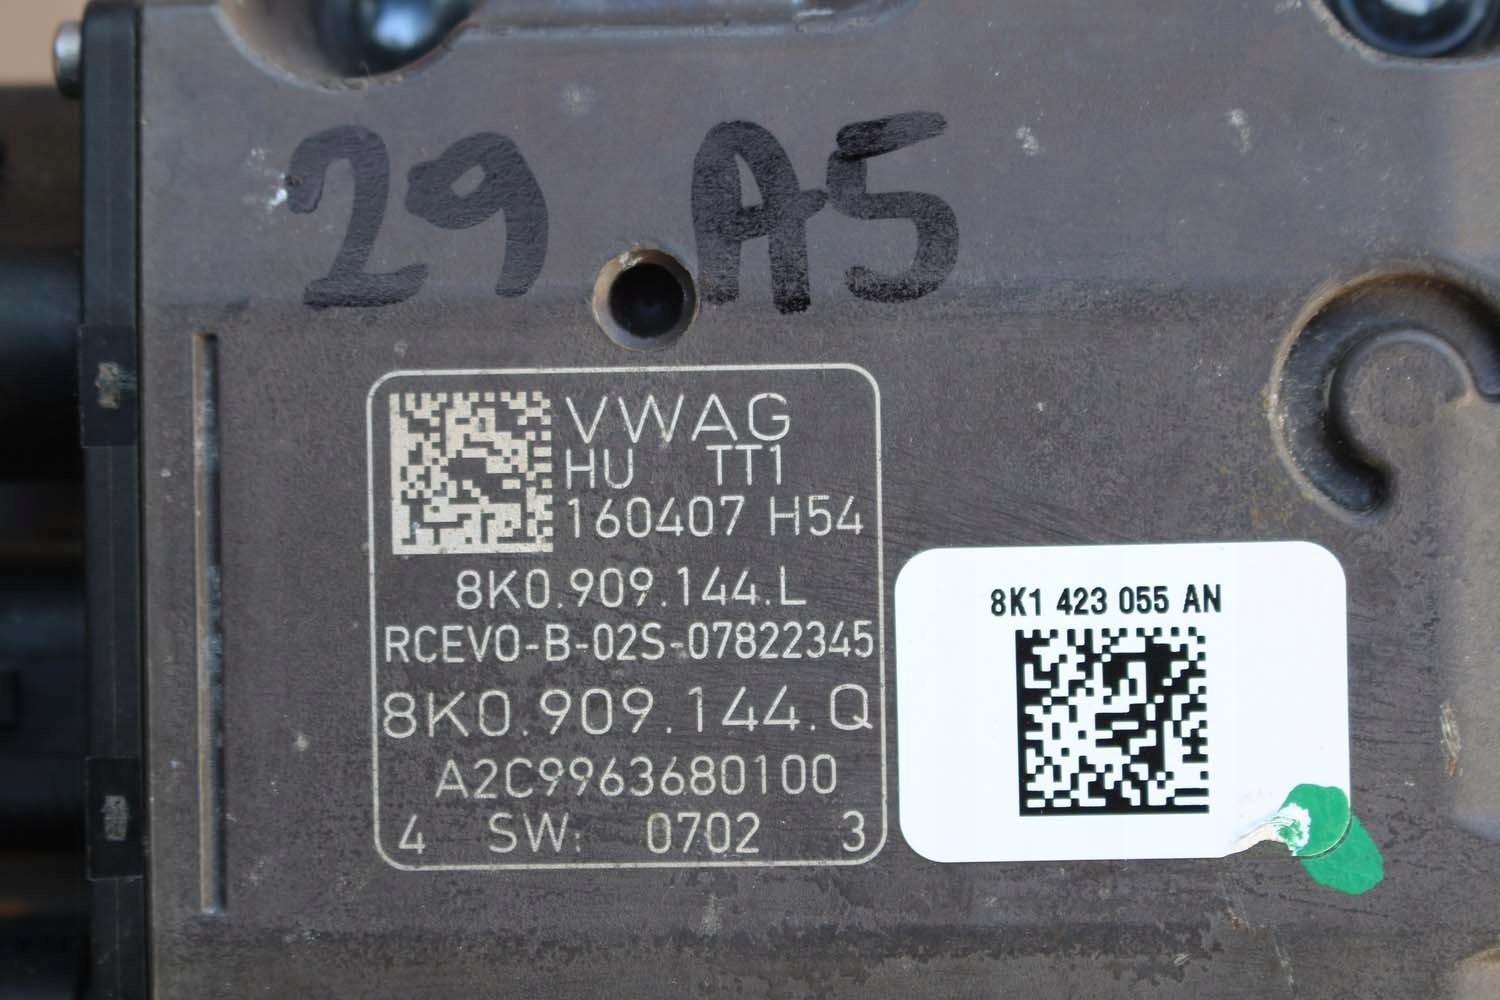 29 A5
VWAG
HU TT1
160407 H54
8K0.909.144.L
RCEVO-B-02S-07822345
8K0.909.144.Q
A2C9963680100
4 SW: 0702 3
8K1 423 055 AN